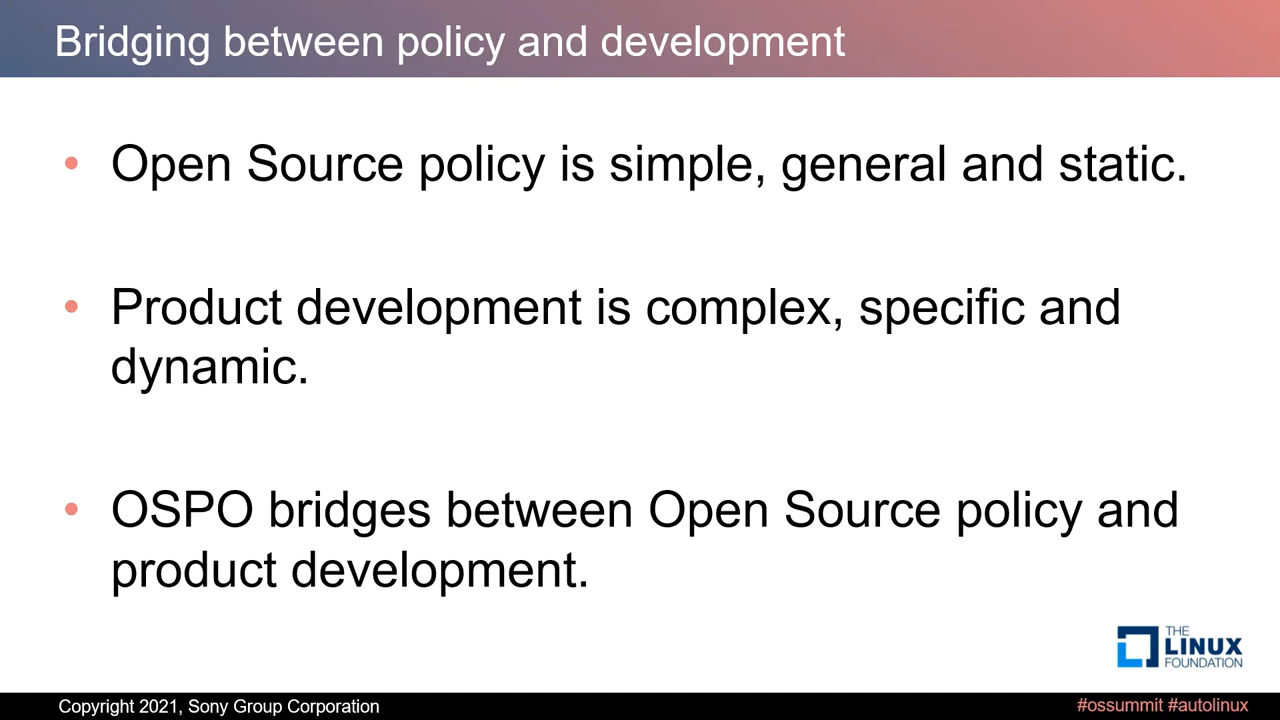 Bridging between policy and development
• Open Source policy is simple, general and static.
• Product development is complex, specific and
dynamic.
• OSPO bridges between Open Source policy and
product development.
THE
LINUX
FOUNDATION
Copyright 2021, Sony Group Corporation
#ossummit #autolinux